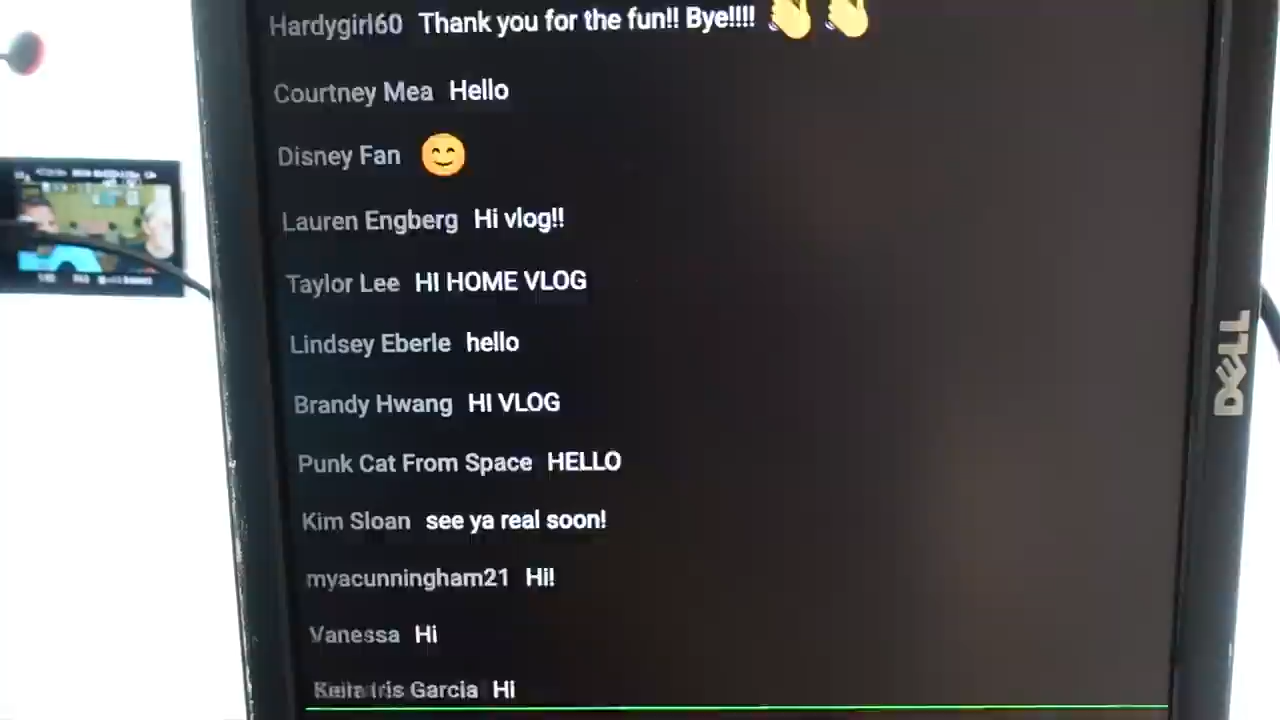 Hardygirl60 Thank you for the fun!! Bye!!!! 👋 👋
Courtney Mea Hello
Disney Fan 😊
Lauren Engberg Hi vlog!!
Taylor Lee HI HOME VLOG
Lindsey Eberle hello
Brandy Hwang HI VLOG
Punk Cat From Space HELLO
Kim Sloan see ya real soon!
myacunningham21 Hi!
Vanessa Hi
Garcia Hi
DELL